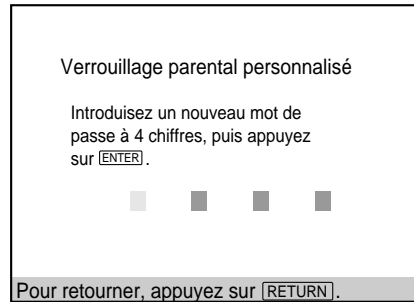 Verrouillage parental personnalisé
Introduisez un nouveau mot de
passe à 4 chiffres, puis appuyez
sur ENTER .
Pour retourner, appuyez sur RETURN .